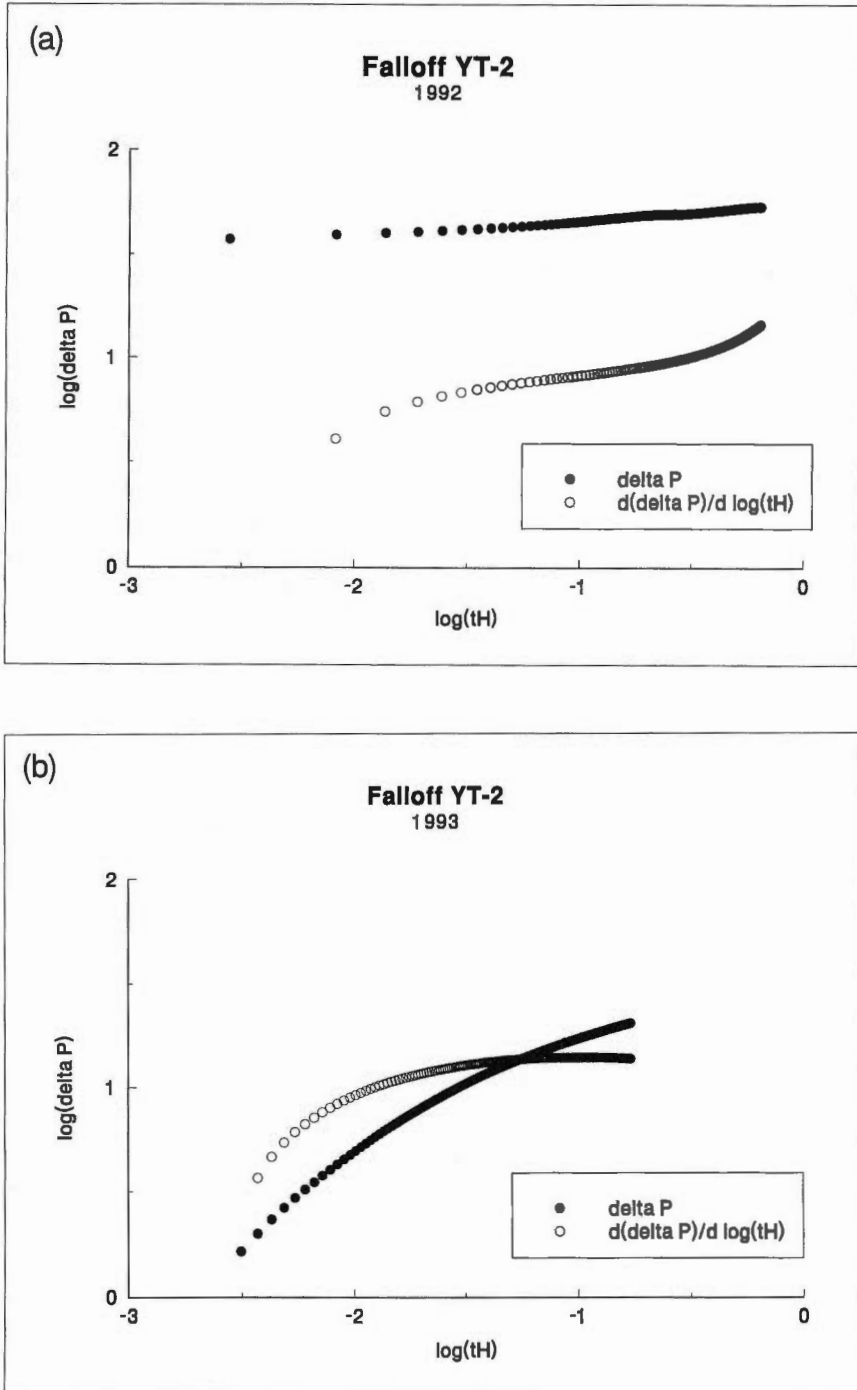 (a)
Falloff YT-2
1992
2
1
0
log(delta P)
delta P
d(delta P)/d log(tH)
-3
-2
-1
0
log(tH)
(b)
Falloff YT-2
1993
2
1
0
log(delta P)
delta P
d(delta P)/d log(tH)
-3
-2
-1
0
log(tH)